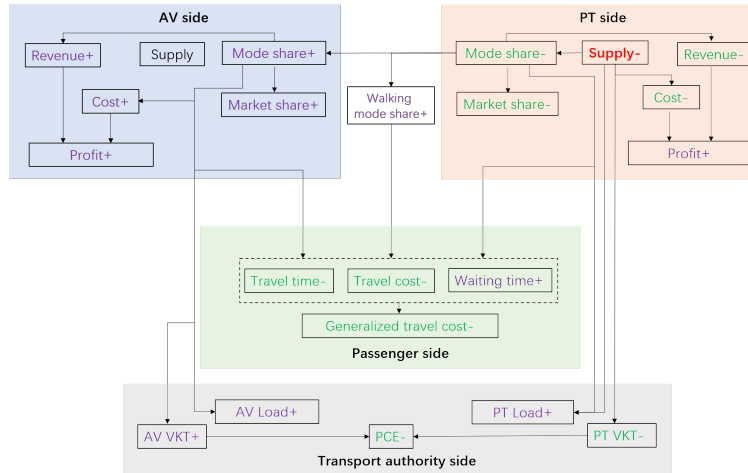 AV side
PT side
Revenue+
Supply
Mode share+
Mode share-
Supply-
Revenue-
Cost+
Market share+
Walking
mode share+
Market share-
Cost-
Profit+
Profit+
Travel time-
Travel cost-
Waiting time+
Generalized travel cost-
Passenger side
AV Load+
PT Load+
AV VKT+
PCE-
PT VKT-
Transport authority side